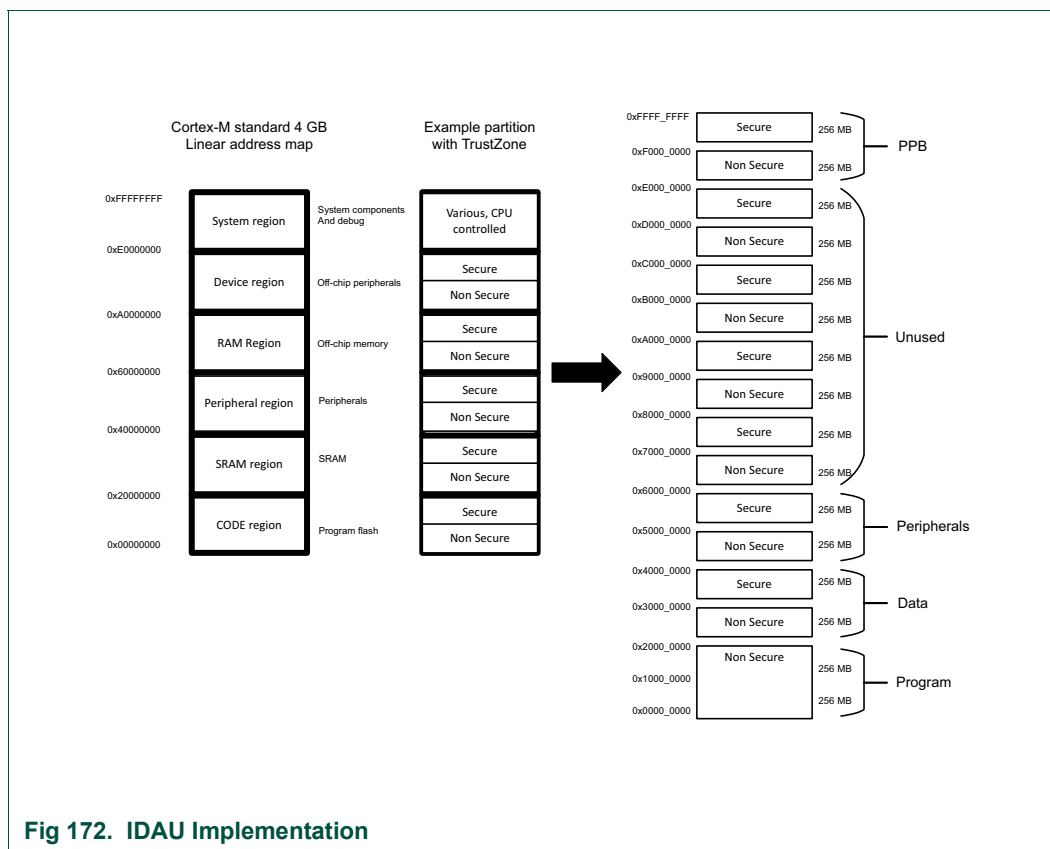 Cortex-M standard 4 GB
Linear address map
0xFFFFFFFF
System region
System components
And debug
0xE0000000
Device region
Off-chip peripherals
0xA0000000
RAM Region
Off-chip memory
0x60000000
Peripheral region
Peripherals
0x40000000
SRAM region
SRAM
0x20000000
CODE region
Program flash
0x00000000
Example partition
with TrustZone
Various, CPU
controlled
Secure
Non Secure
Secure
Non Secure
Secure
Non Secure
Secure
Non Secure
Secure
Non Secure
0xFFFF_FFFF
Secure
256 MB
0xF000_0000
Non Secure
256 MB
PPB
0xE000_0000
Secure
256 MB
0xD000_0000
Non Secure
256 MB
0xC000_0000
Secure
256 MB
0xB000_0000
Non Secure
256 MB
0xA000_0000
Secure
256 MB
0x9000_0000
Non Secure
256 MB
0x8000_0000
Secure
256 MB
0x7000_0000
Non Secure
256 MB
Unused
0x6000_0000
Secure
256 MB
0x5000_0000
Non Secure
256 MB
Peripherals
0x4000_0000
Secure
256 MB
0x3000_0000
Non Secure
256 MB
Data
0x2000_0000
Non Secure
256 MB
0x1000_0000
256 MB
0x0000_0000
Program
Fig 172. IDAU Implementation